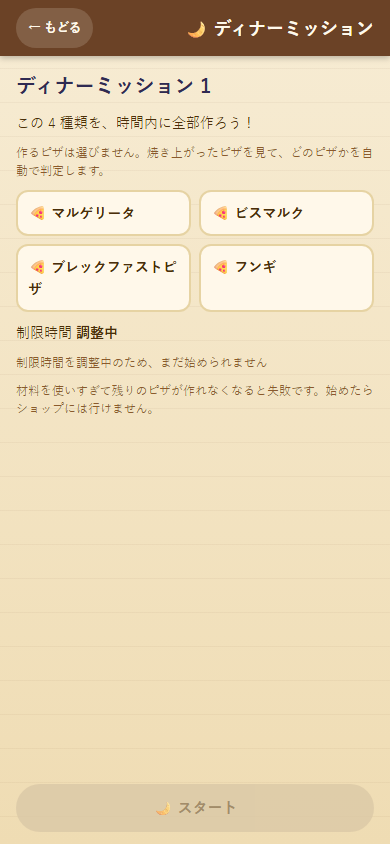 ← もどる
🌙 ディナーミッション
ディナーミッション 1
この 4 種類を、時間内に全部作ろう！
作るピザは選びません。焼き上がったピザを見て、どのピザかを自
動で判定します。
🍕 マルゲリータ
🍕 ビスマルク
🍕 ブレックファストピ
ザ
🍕 フンギ
制限時間 調整中
制限時間を調整中のため、まだ始められません
材料を使いすぎて残りのピザが作れなくなると失敗です。始めたら
ショップには行けません。
🌙 スタート